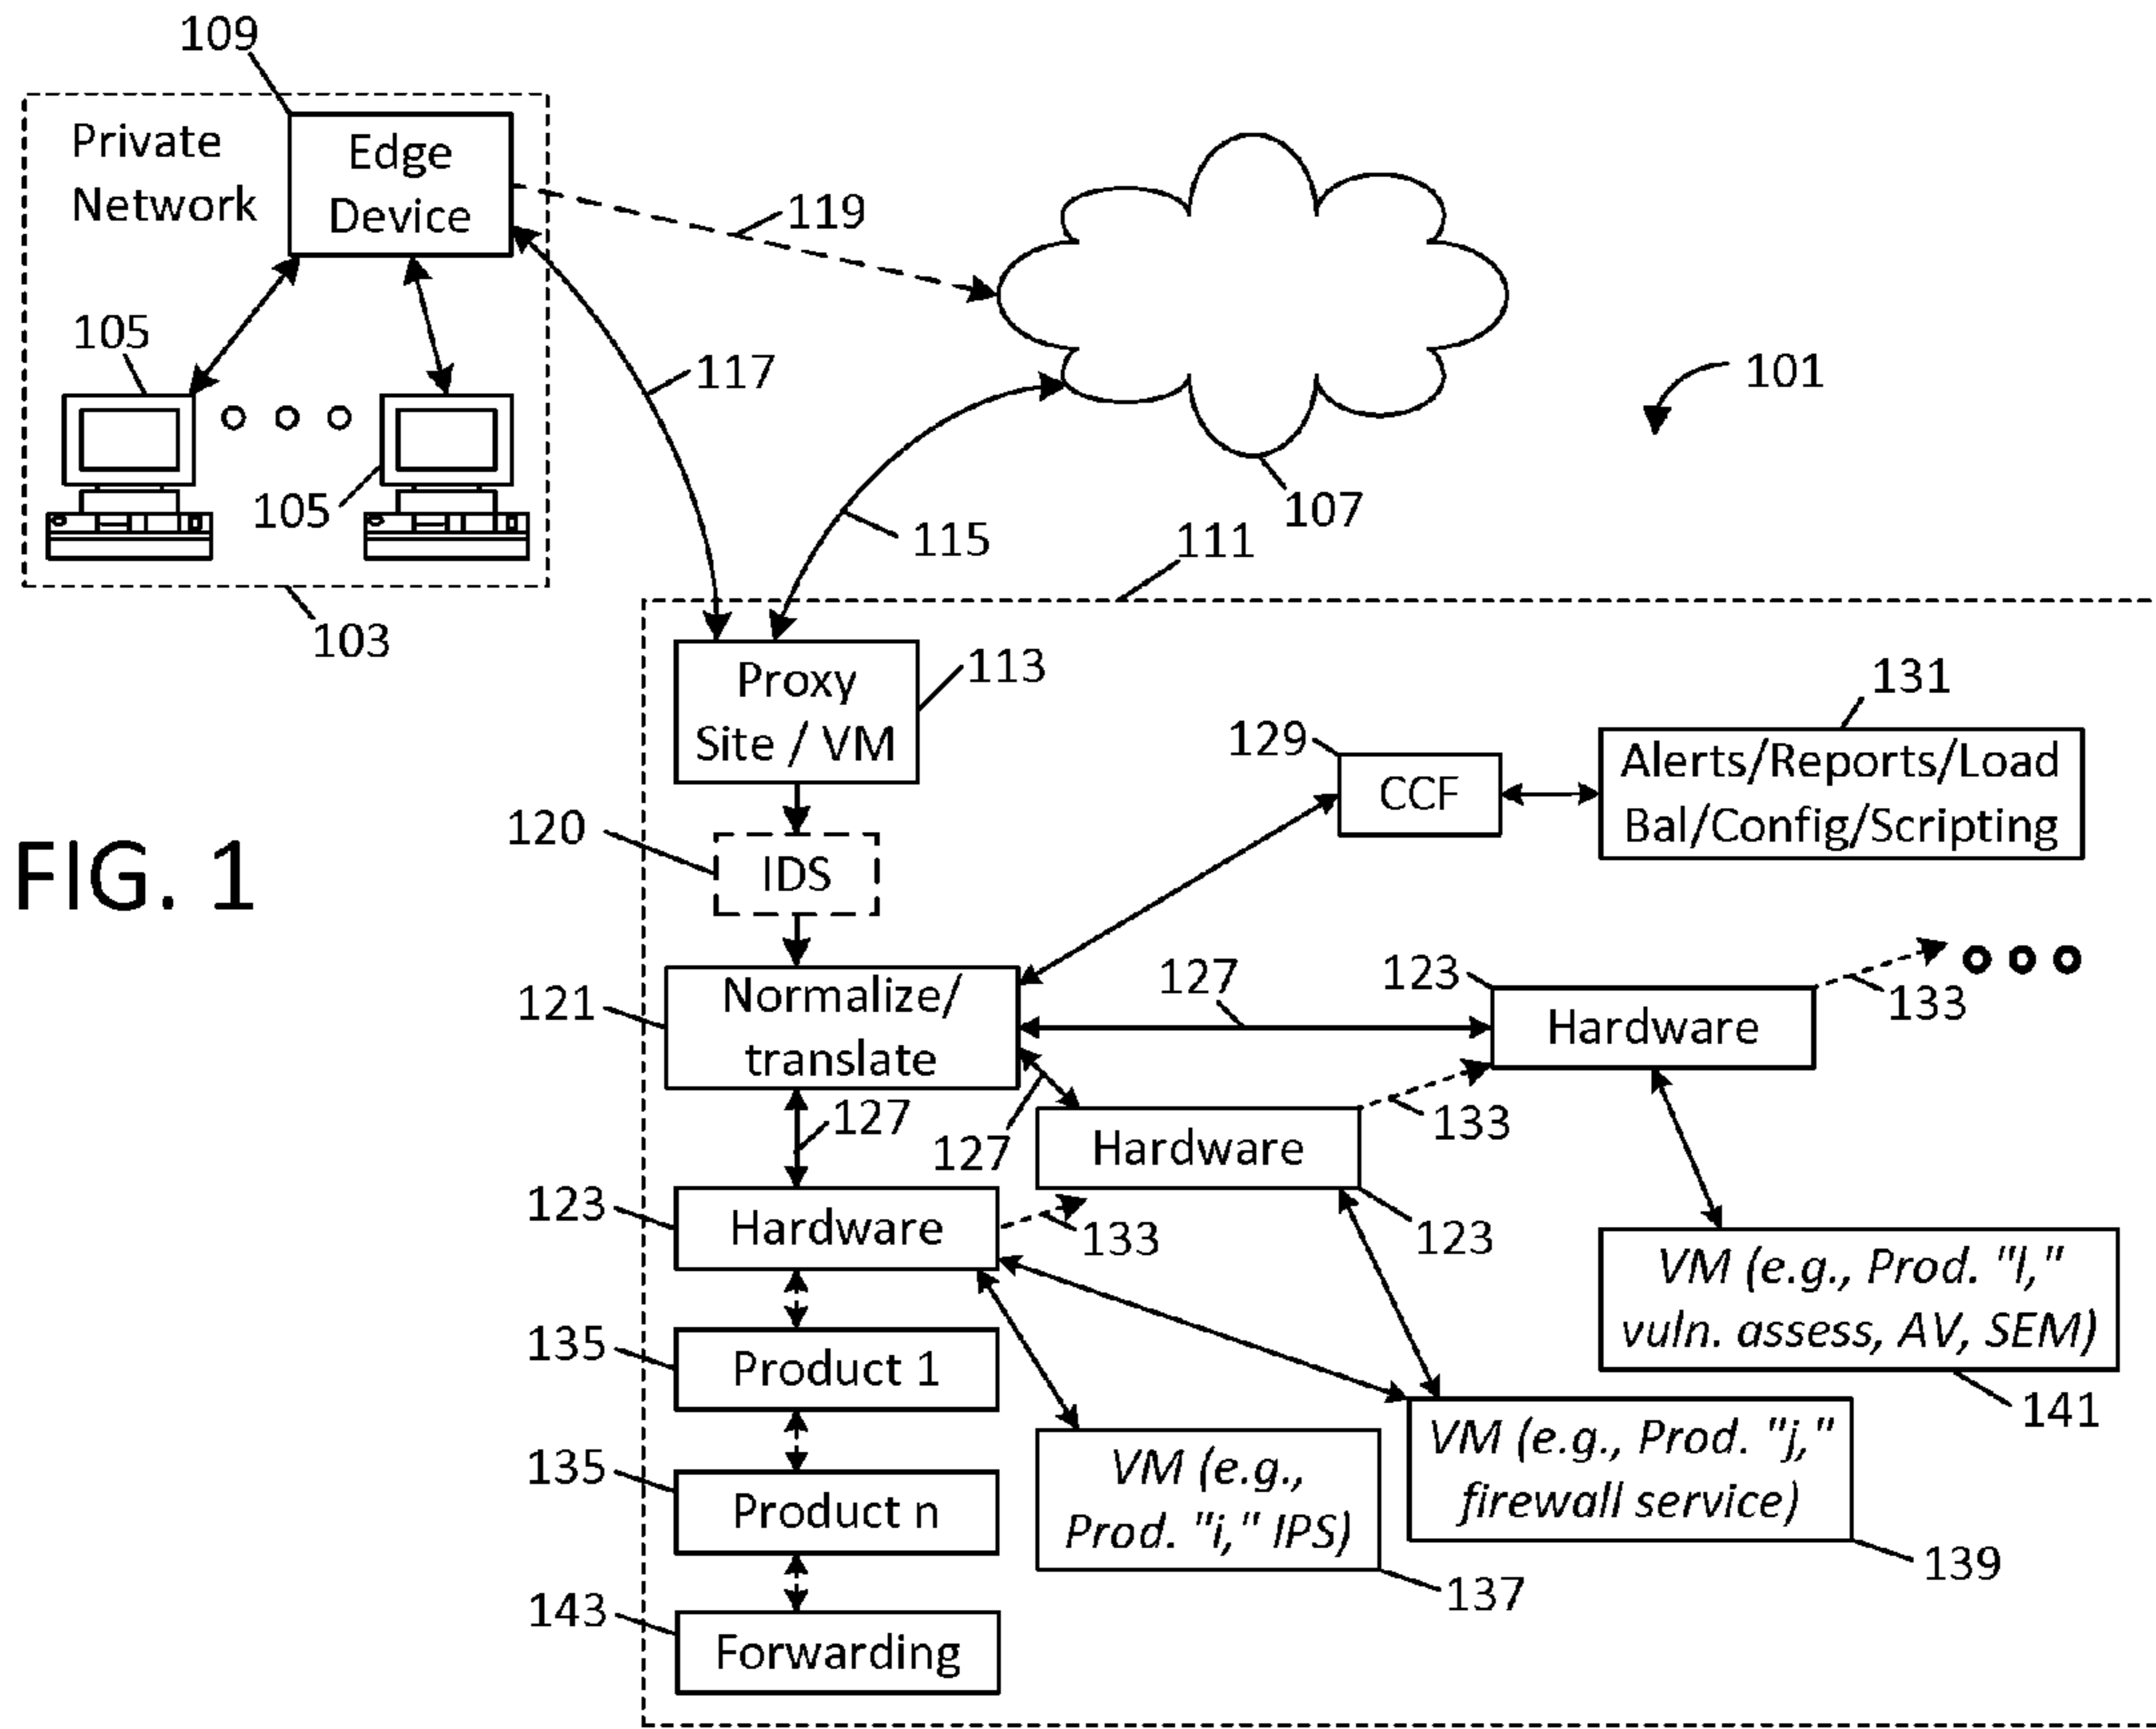 109
Private
Network
Edge
Device
119
105
105
117
101
107
115
111
103
Proxy
Site / VM
113
131
129
CCF
Alerts/Reports/Load
Bal/Config/Scripting
120
IDS
FIG. 1
121
Normalize/
translate
127
123
Hardware
133
127
127
Hardware
133
123
123
Hardware
133
VM (e.g., Prod. "l,"
vuln. assess, AV, SEM)
141
135
Product 1
135
Product n
VM (e.g.,
Prod. "i," IPS)
137
VM (e.g., Prod. "j,"
firewall service)
139
143
Forwarding